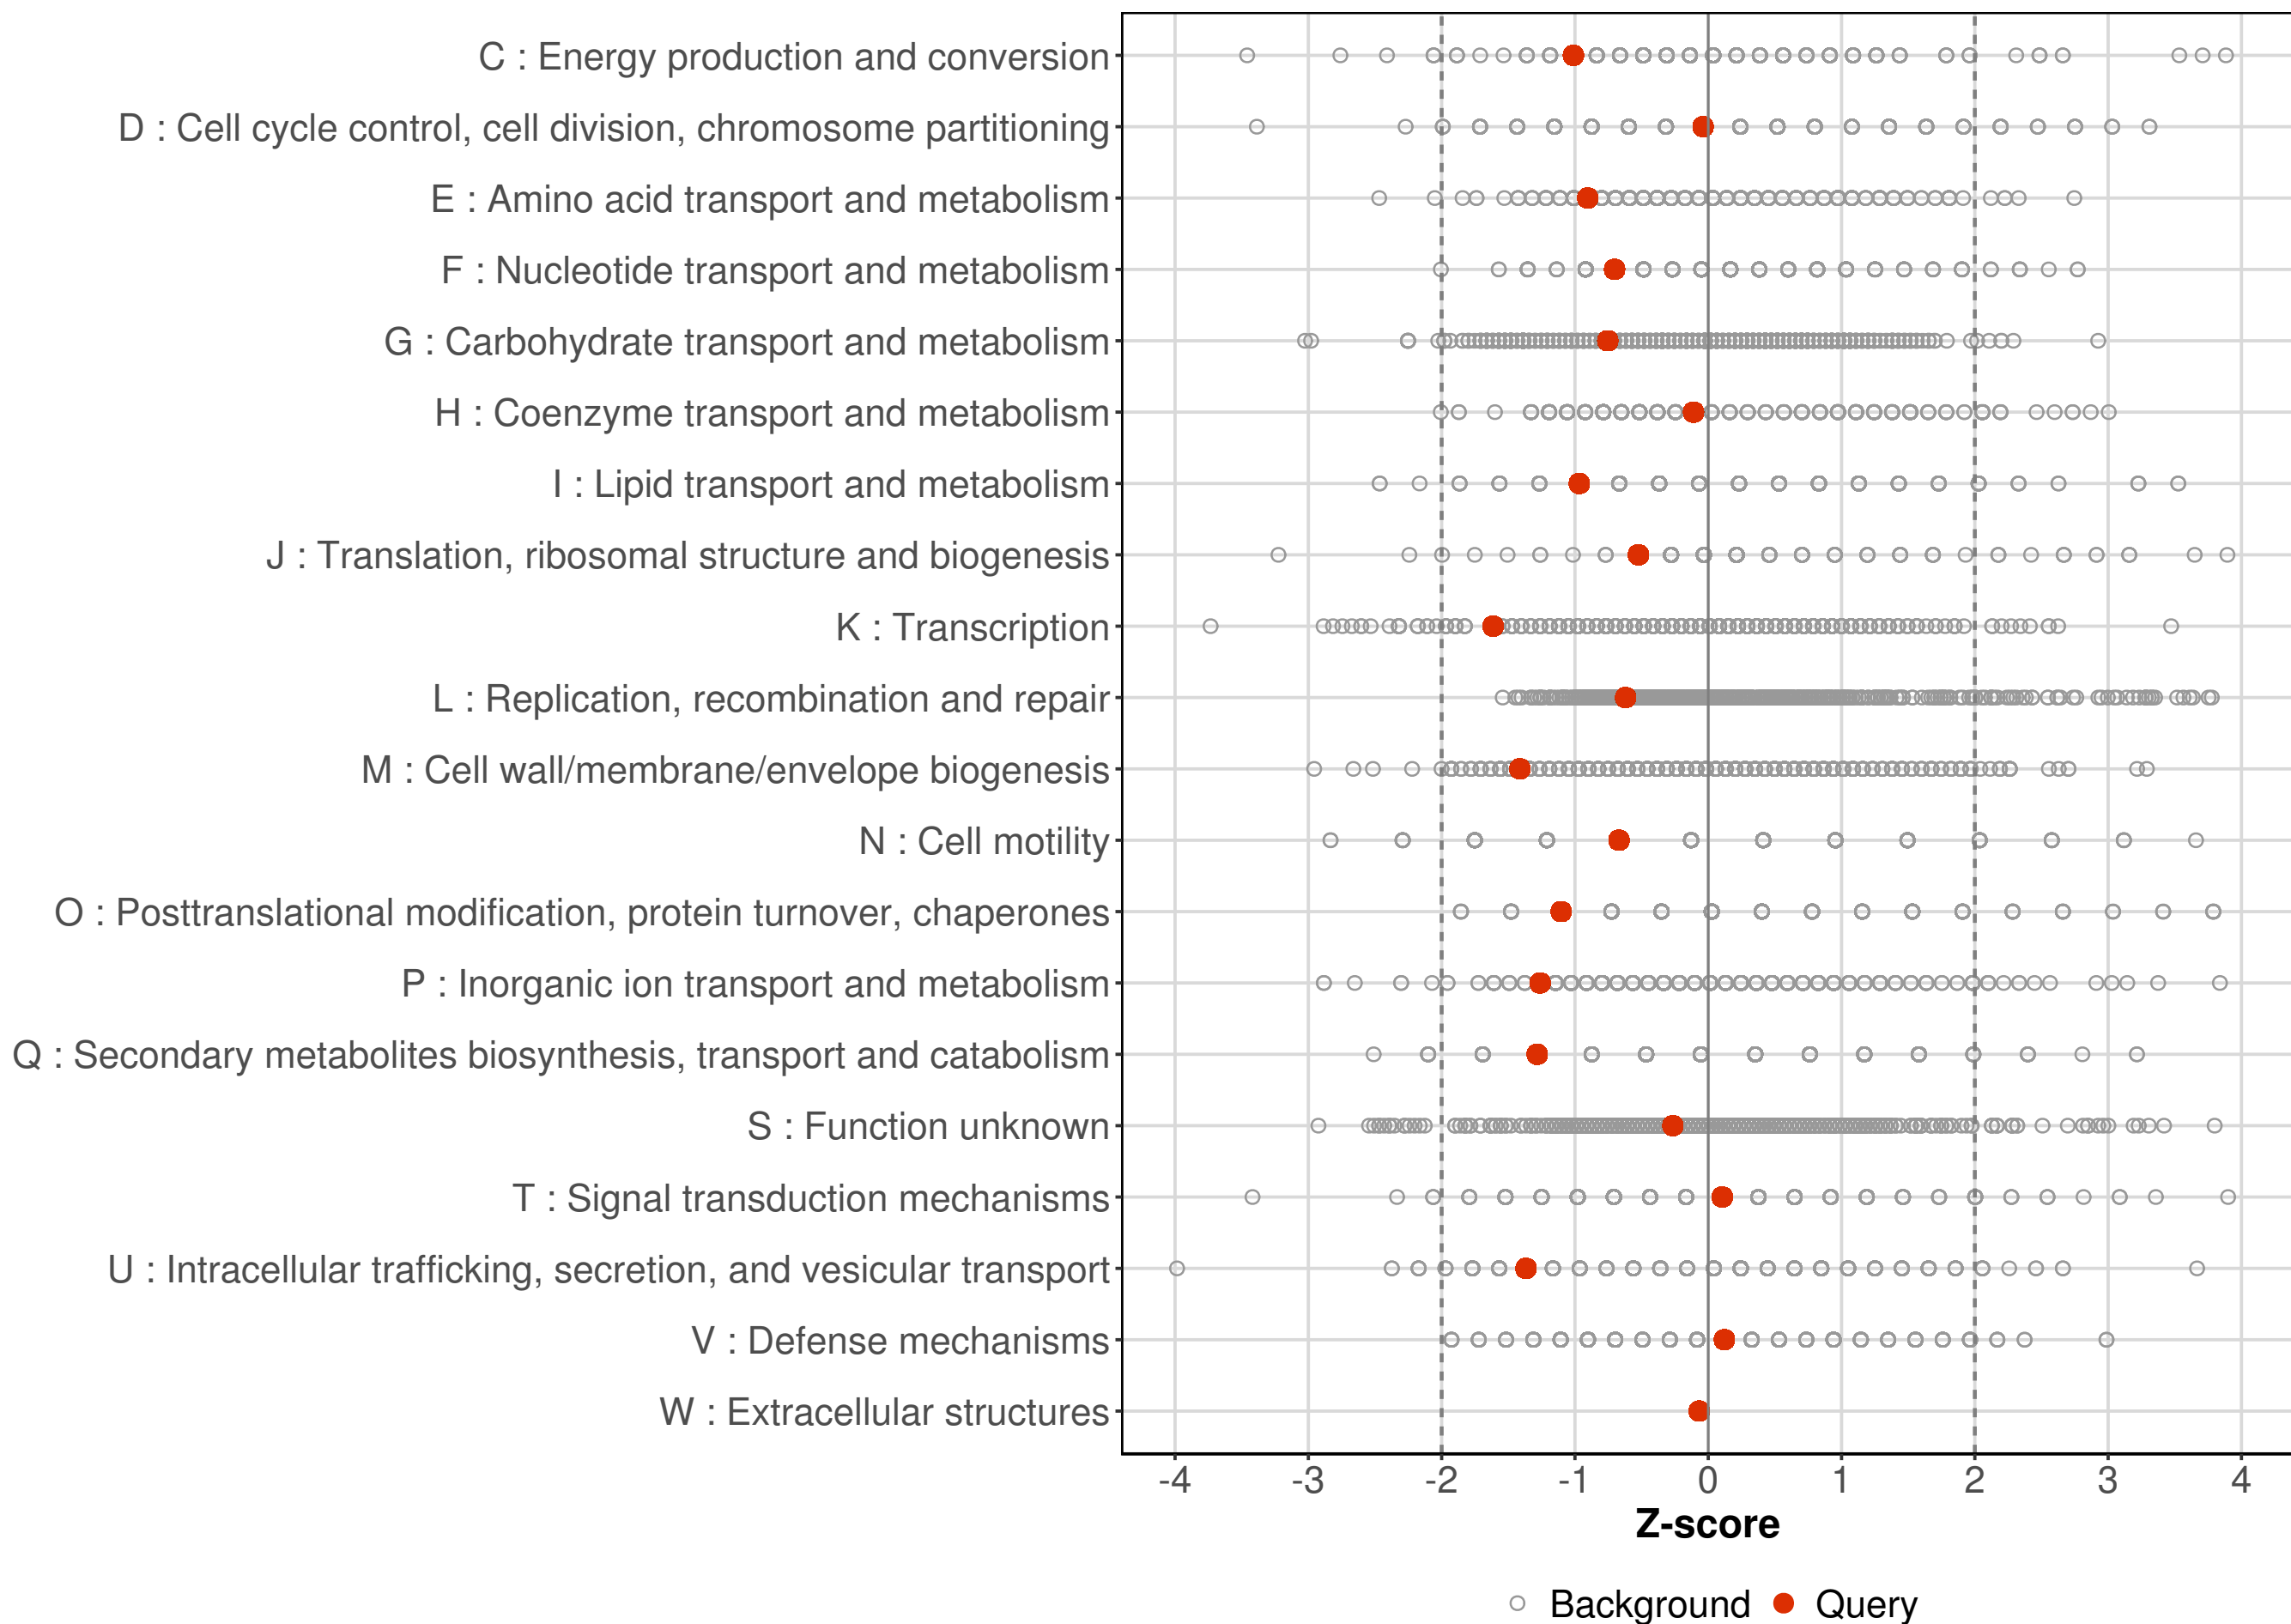 C : Energy production and conversion
D : Cell cycle control, cell division, chromosome partitioning
E : Amino acid transport and metabolism
F : Nucleotide transport and metabolism
G : Carbohydrate transport and metabolism
H : Coenzyme transport and metabolism
I : Lipid transport and metabolism
J : Translation, ribosomal structure and biogenesis
K : Transcription
L : Replication, recombination and repair
M : Cell wall/membrane/envelope biogenesis
N : Cell motility
O : Posttranslational modification, protein turnover, chaperones
P : Inorganic ion transport and metabolism
Q : Secondary metabolites biosynthesis, transport and catabolism
S : Function unknown
T : Signal transduction mechanisms
U : Intracellular trafficking, secretion, and vesicular transport
V : Defense mechanisms
W : Extracellular structures
-4 -3 -2 -1 0 1 2 3 4
Z-score
Background Query